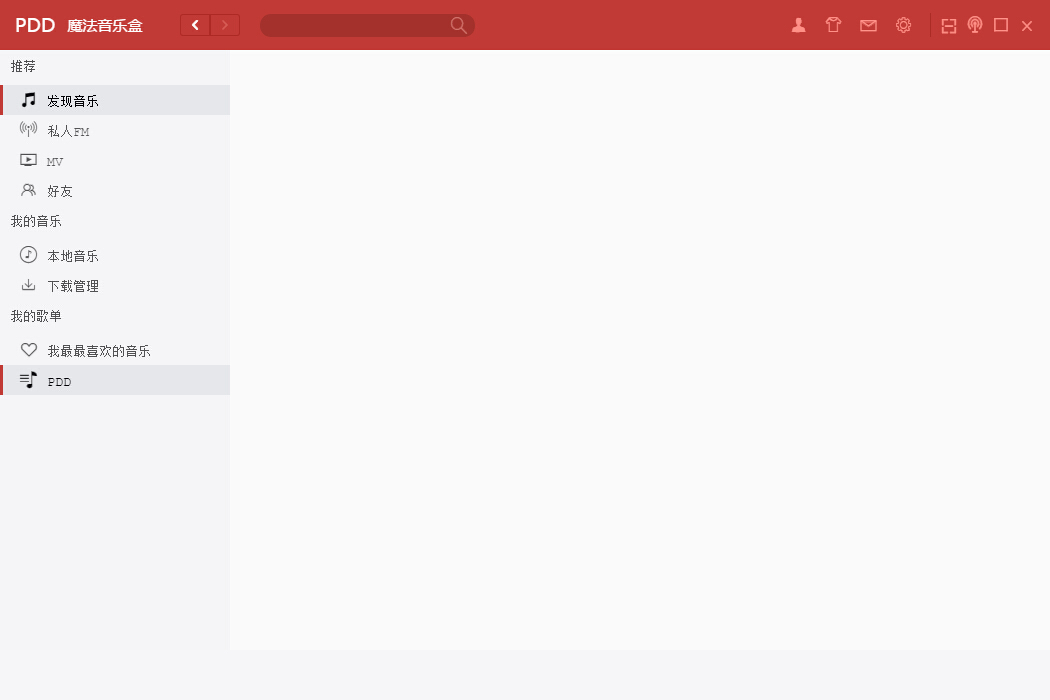 PDD 魔法音乐盒
推荐
发现音乐
私人FM
MV
好友
我的音乐
本地音乐
下载管理
我的歌单
我最最喜欢的音乐
PDD